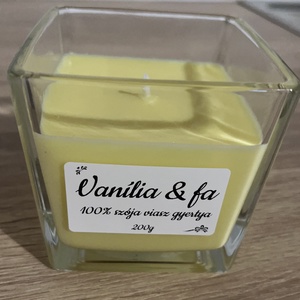 Vanília & fa
100% szója viasz gyertya
200g